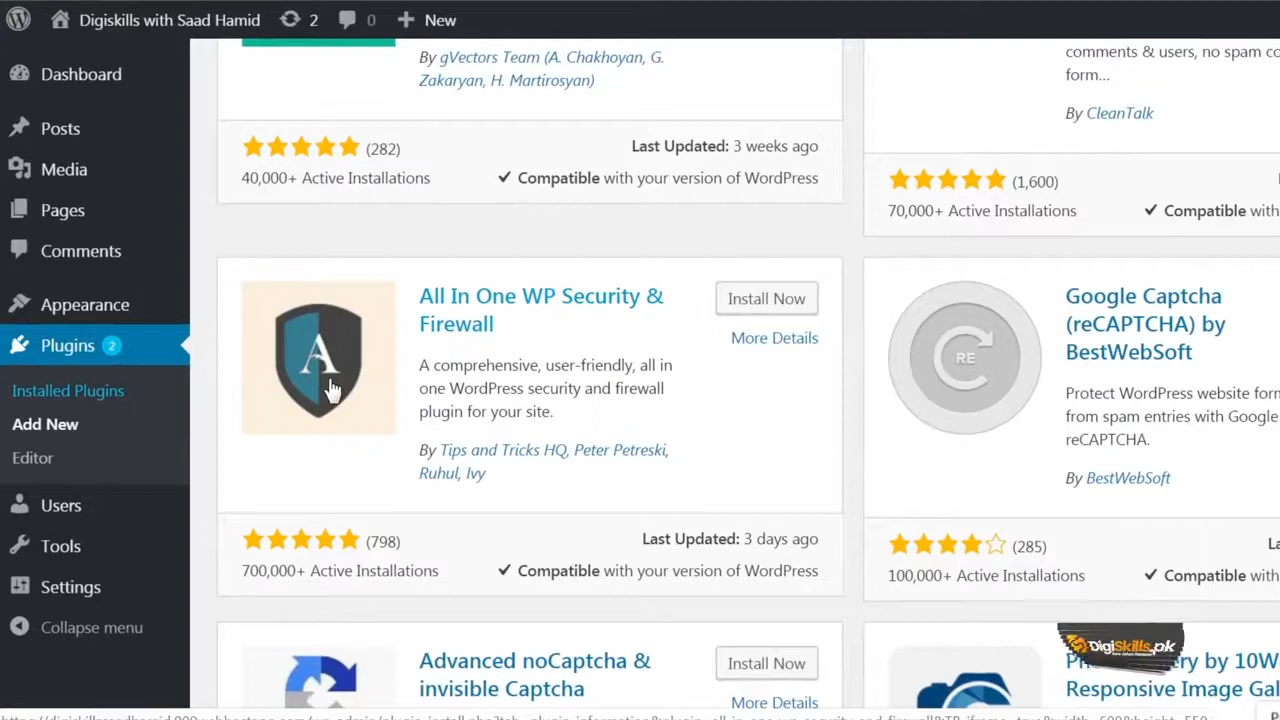 Digiskills with Saad Hamid 2 0 New
Dashboard
Posts
Media
Pages
Comments
Appearance
Plugins 2
Installed Plugins
Add New
Editor
Users
Tools
Settings
Collapse menu
By gVectors Team (A. Chakhoyan, G.
Zakaryan, H. Martirosyan)
(282)
Last Updated: 3 weeks ago
40,000+ Active Installations
Compatible with your version of WordPress
comments & users, no spam co
form...
By CleanTalk
(1,600)
70,000+ Active Installations
Compatible with
A
All In One WP Security &
Firewall
Install Now
More Details
A comprehensive, user-friendly, all in
one WordPress security and firewall
plugin for your site.
By Tips and Tricks HQ, Peter Petreski,
Ruhul, Ivy
(798)
Last Updated: 3 days ago
700,000+ Active Installations
Compatible with your version of WordPress
RE
Google Captcha
(reCAPTCHA) by
BestWebSoft
Protect WordPress website form
from spam entries with Google
reCAPTCHA.
By BestWebSoft
(285)
La
100,000+ Active Installations
Compatible with
Advanced noCaptcha &
invisible Captcha
Install Now
More Details
DigiSkills.pk
by 10W
Responsive Image Gal